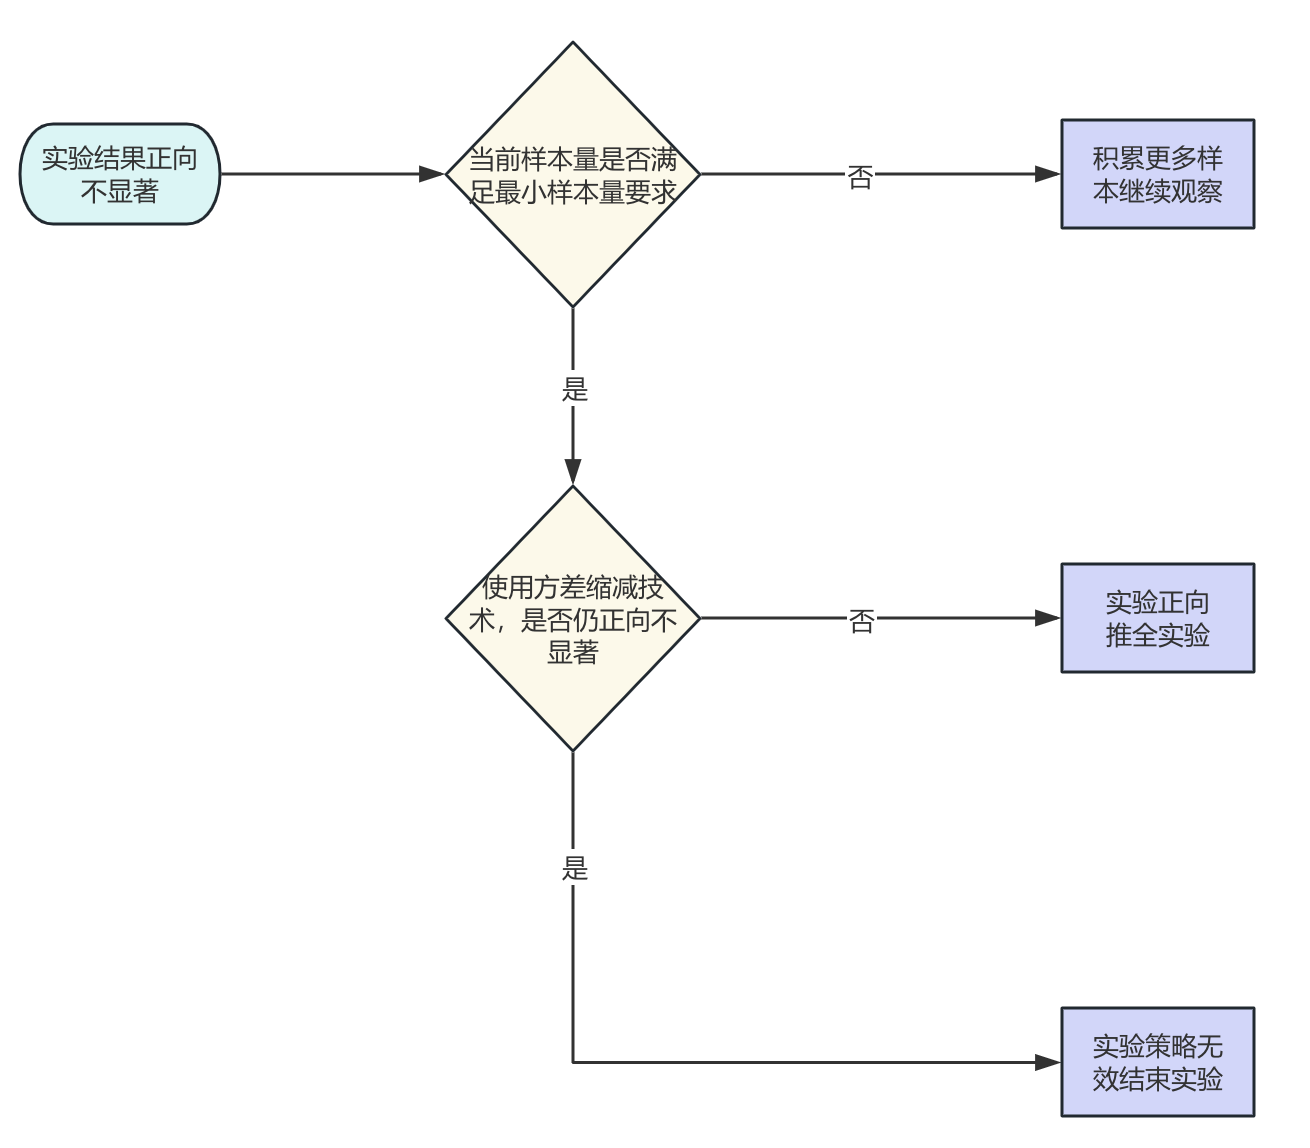 实验结果正向
不显著
当前样本量是否满
足最小样本量要求
否
积累更多样
本继续观察
是
使用方差缩减技
术，是否仍正向不
显著
否
实验正向
推全实验
是
实验策略无
效结束实验